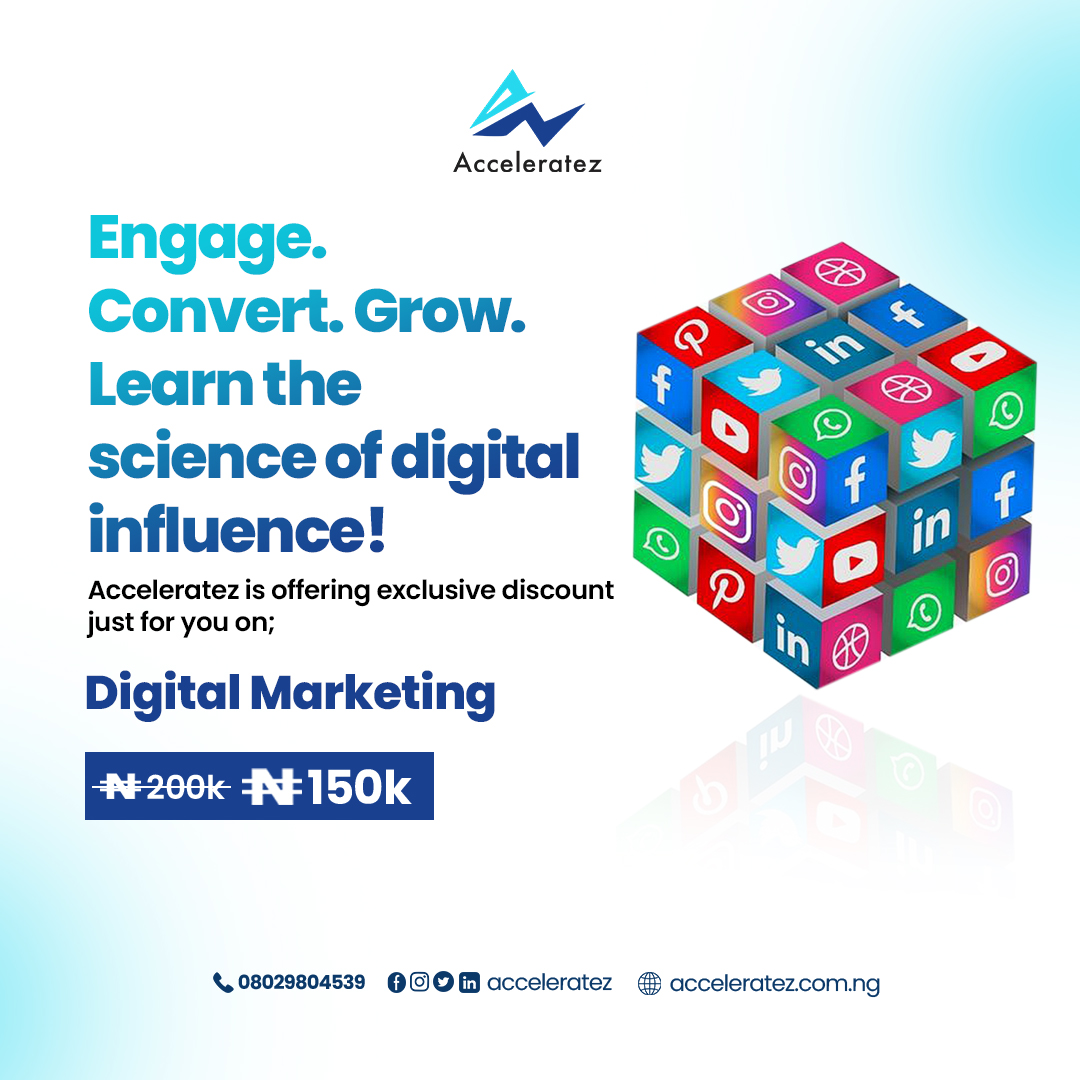 Acceleratez
Engage.
Convert. Grow.
Learn the
science of digital
influence!
Acceleratez is offering exclusive discount
just for you on;
Digital Marketing
₦200k ₦150k
08029804539 acceleratez acceleratez.com.ng